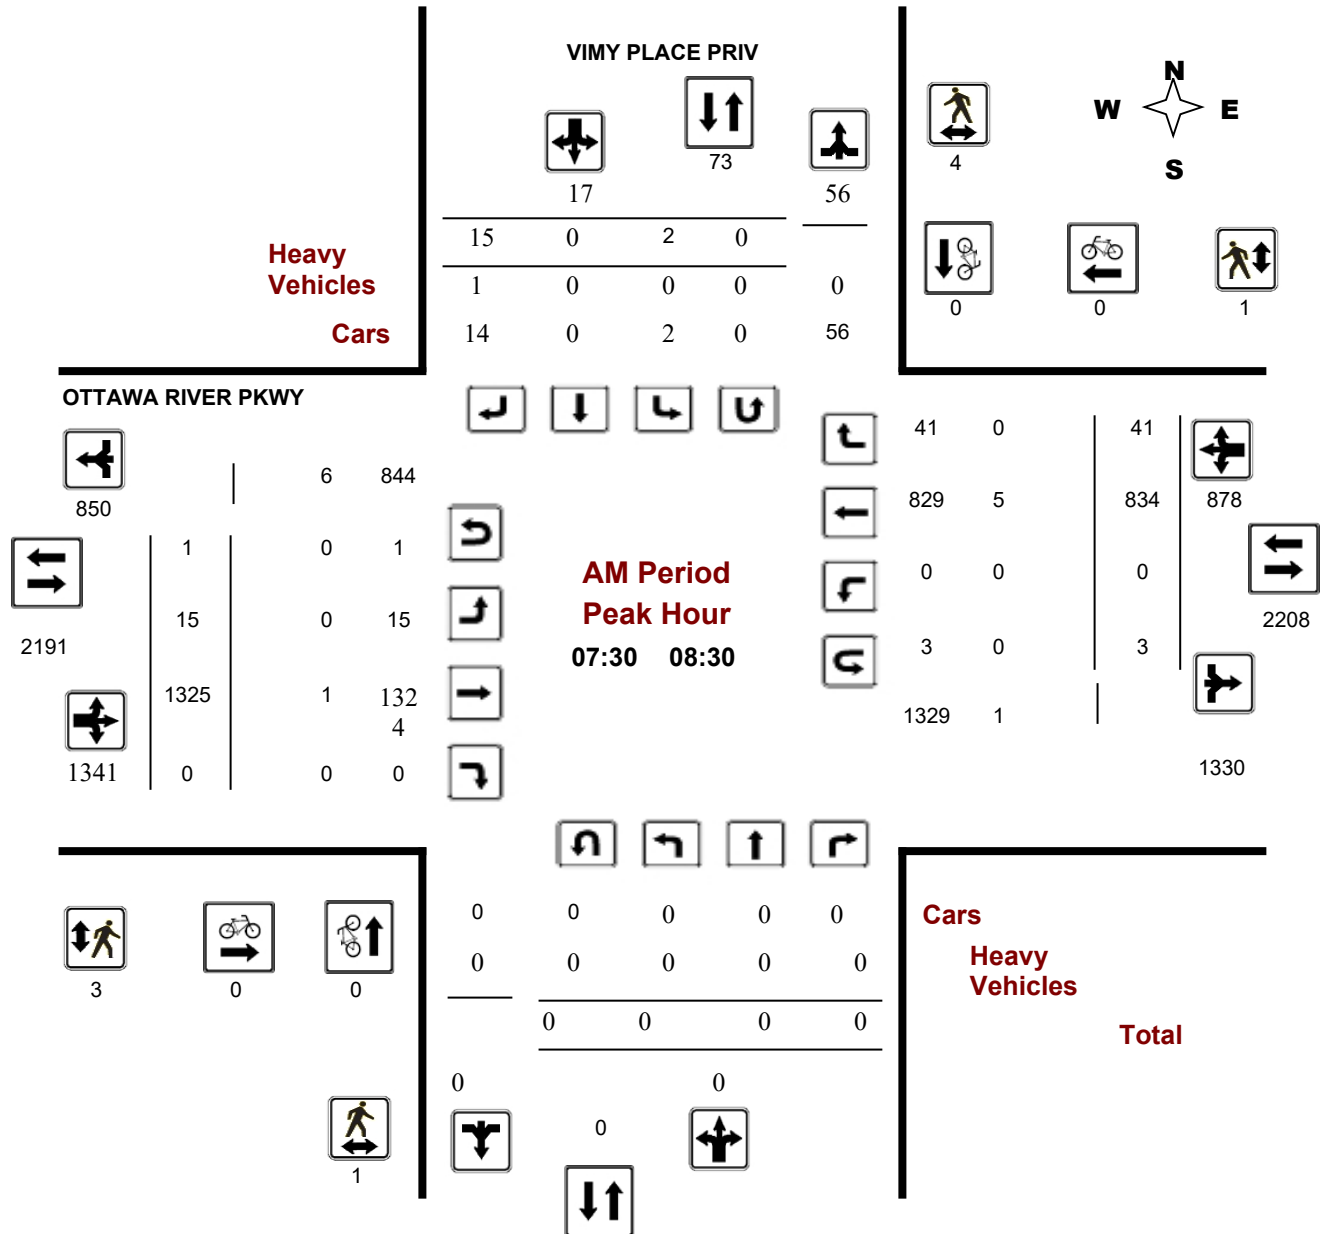 VIMY PLACE PRIV
N
W E
S
73
4
17 56
15 0 2 0
Heavy
Vehicles
1 0 0 0 0
0 0 1
Cars 14 0 2 0 56
OTTAWA RIVER PKWY
41 0 41
6 844
850
829 5 834 878
1 0 1
AM Period
0 0 0
15 0 15
Peak Hour
2208
2191
07:30 08:30
3 0 3
1325 1 132
4
1329 1
1341 0 0 0
1330
0 0 0 0 0
Cars
0 0 0 0 0
Heavy
Vehicles
3 0 0
0 0 0 0
Total
0 0
0
1